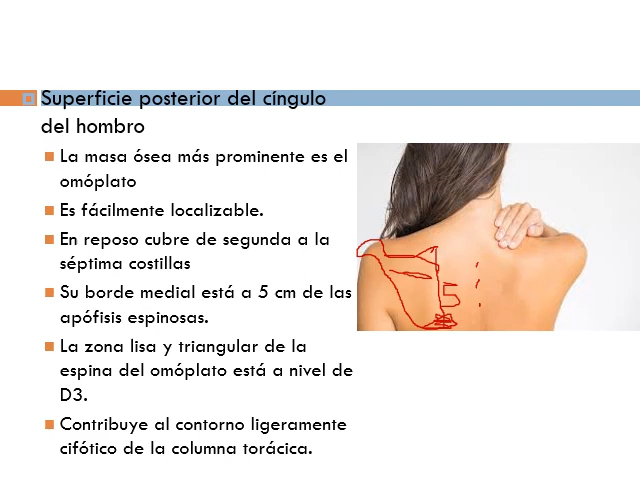 Superficie posterior del cíngulo
del hombro
La masa ósea más prominente es el
omóplato
Es fácilmente localizable.
En reposo cubre de segunda a la
séptima costillas
Su borde medial está a 5 cm de las
apófisis espinosas.
La zona lisa y triangular de la
espina del omóplato está a nivel de
D3.
Contribuye al contorno ligeramente
cifótico de la columna torácica.
5